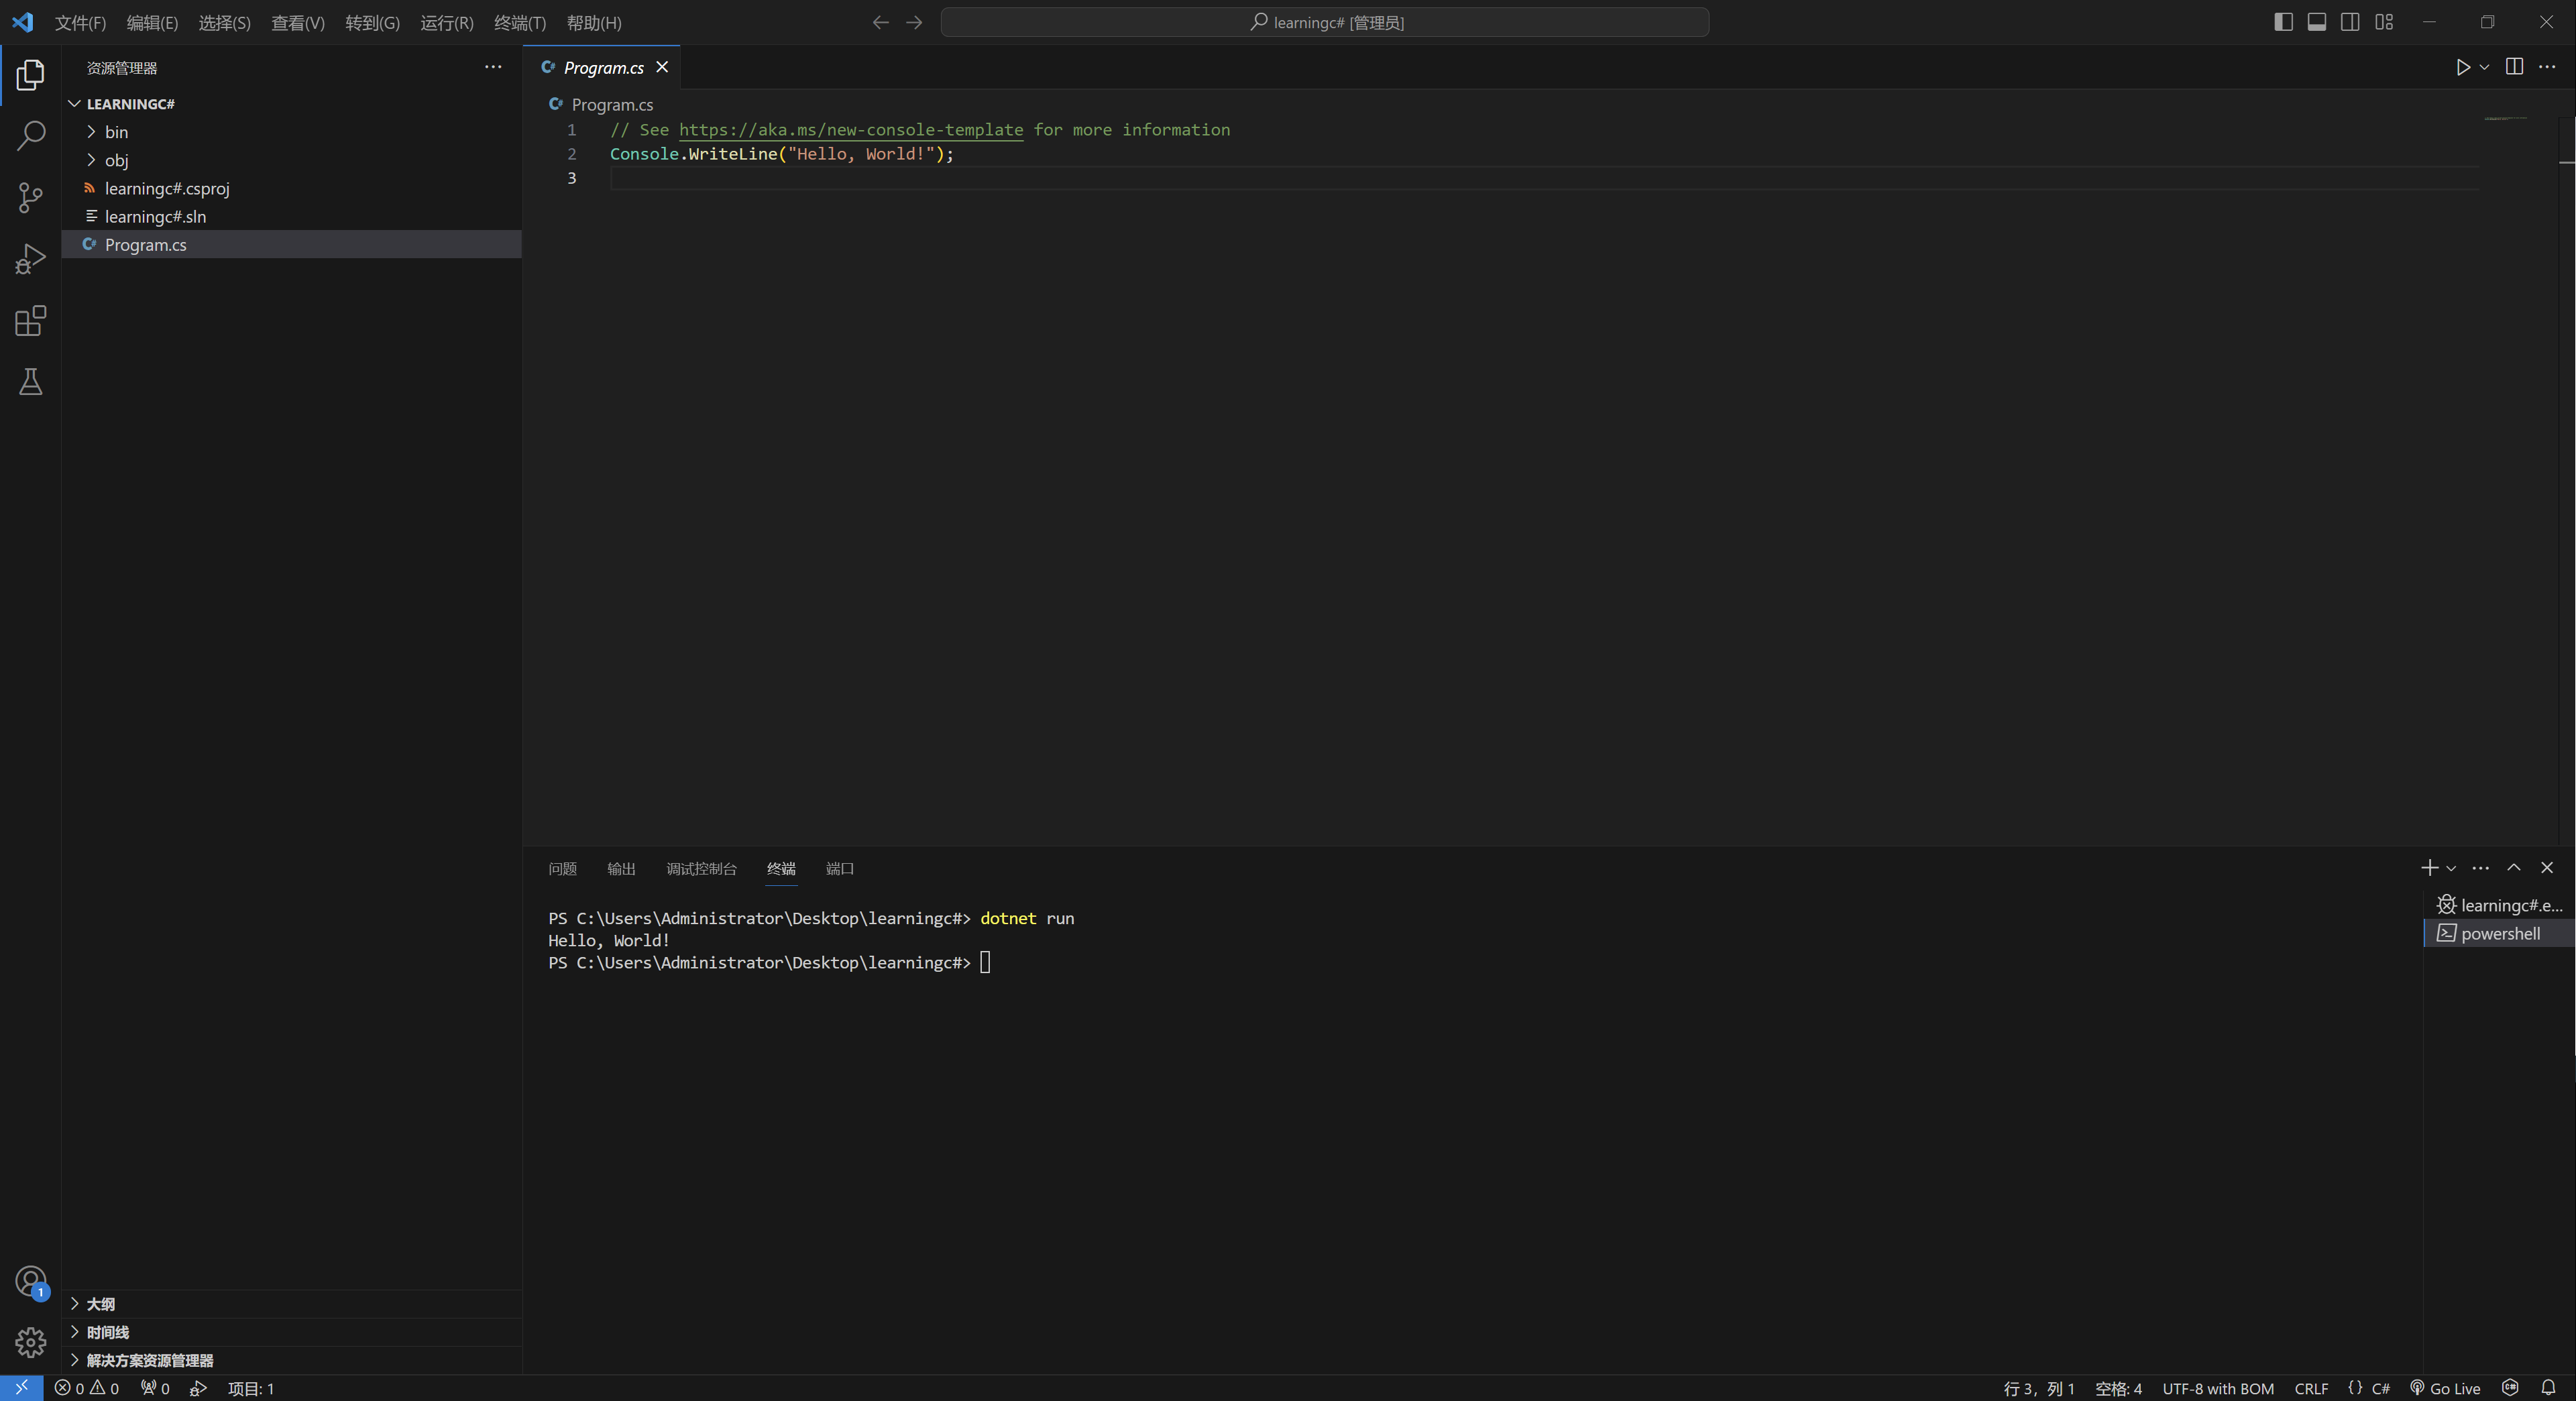 文件(F) 编辑(E) 选择(S) 查看(V) 转到(G) 运行(R) 终端(T) 帮助(H) learningc# [管理员]
资源管理器
LEARNINGC#
bin
obj
learningc#.csproj
learningc#.sln
C# Program.cs
C# Program.cs
C# Program.cs
1 // See https://aka.ms/new-console-template for more information
2 Console.WriteLine("Hello, World!");
3
问题 输出 调试控制台 终端 端口
PS C:\Users\Administrator\Desktop\learningc#> dotnet run
Hello, World!
PS C:\Users\Administrator\Desktop\learningc#>
learningc#.e...
powershell
1
大纲
时间线
解决方案资源管理器
0 0 0 项目: 1 行 3，列 1 空格: 4 UTF-8 with BOM CRLF {} C# Go Live